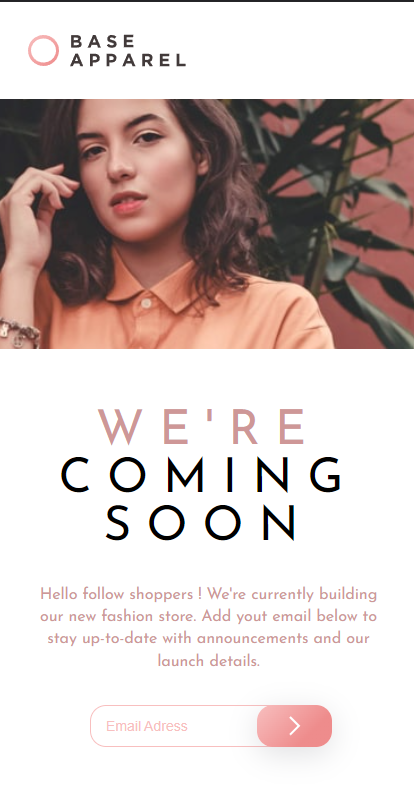 BASE
APPAREL
WE'RE
COMING
SOON
Hello follow shoppers ! We're currently building
our new fashion store. Add yout email below to
stay up-to-date with announcements and our
launch details.
Email Adress